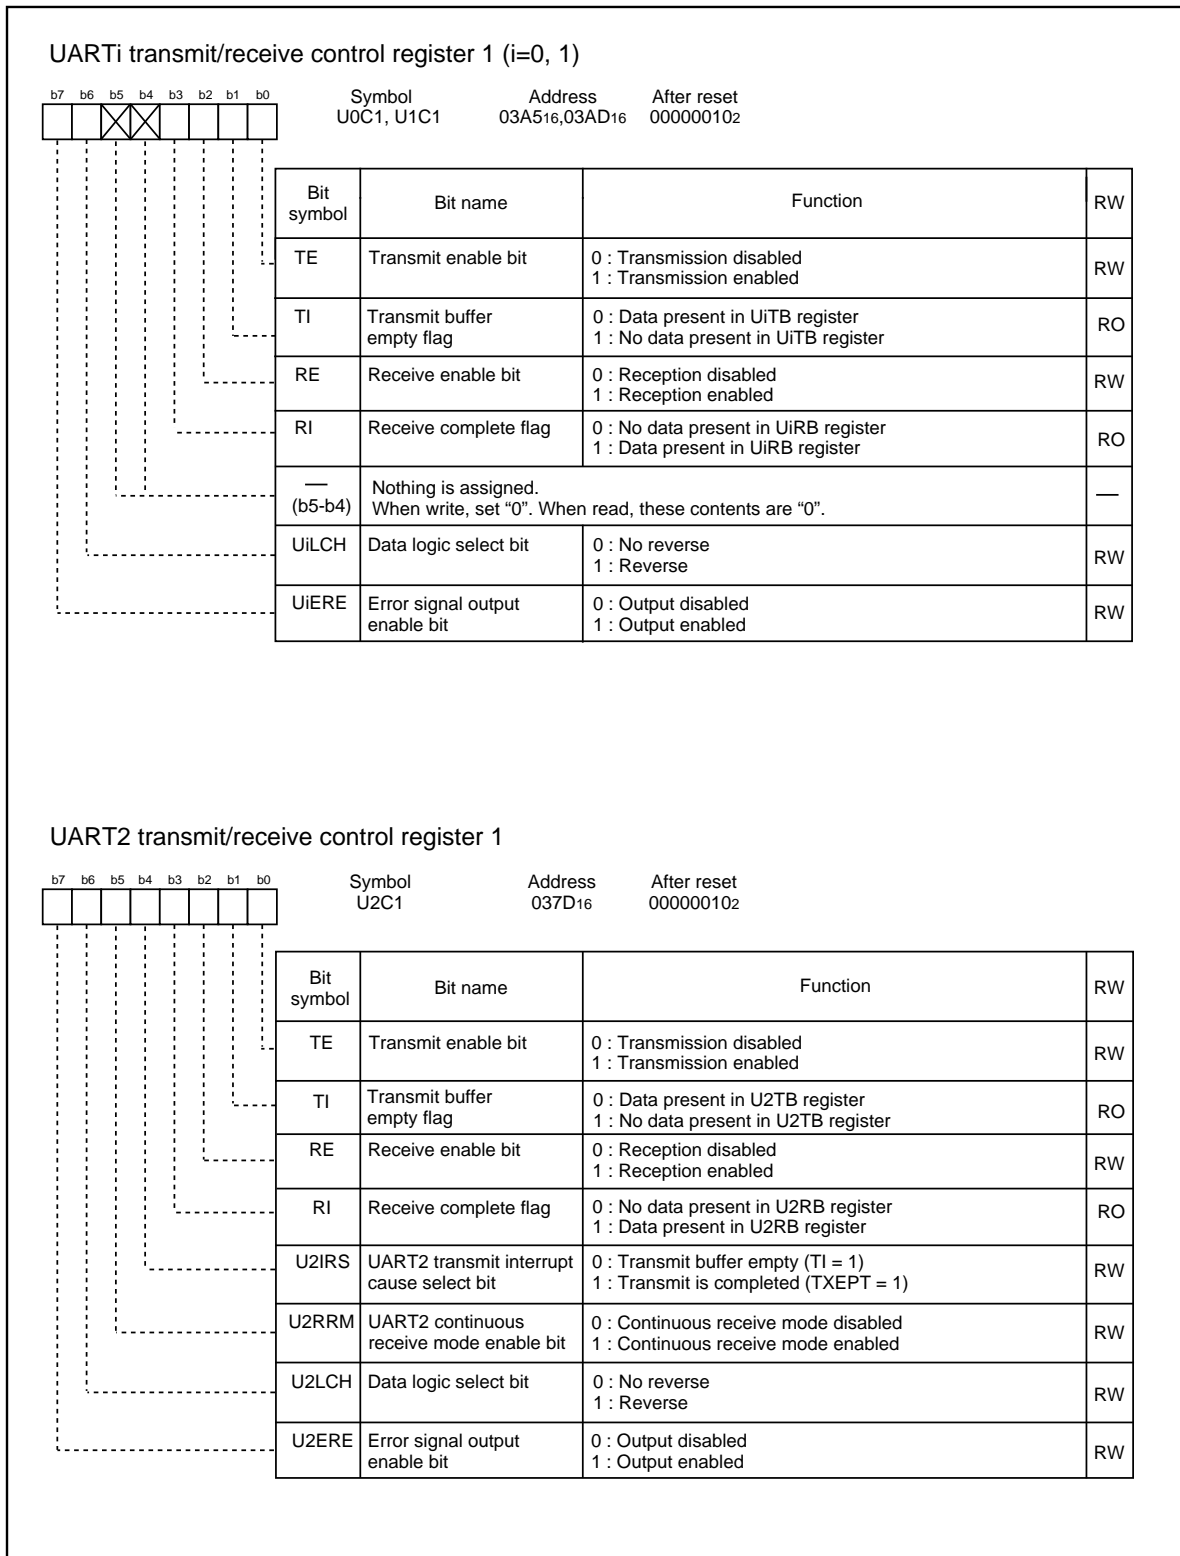 UARTi transmit/receive control register 1 (i=0, 1)
b7 b6 b5 b4 b3 b2 b1 b0
Symbol Address After reset
U0C1, U1C1 03A516,03AD16 000000102
Bit symbol Bit name Function RW
TE Transmit enable bit 0 : Transmission disabled
1 : Transmission enabled RW
TI Transmit buffer empty flag 0 : Data present in UiTB register
1 : No data present in UiTB register RO
RE Receive enable bit 0 : Reception disabled
1 : Reception enabled RW
RI Receive complete flag 0 : No data present in UiRB register
1 : Data present in UiRB register RO
— (b5-b4) Nothing is assigned.
When write, set “0”. When read, these contents are “0”. —
UiLCH Data logic select bit 0 : No reverse
1 : Reverse RW
UiERE Error signal output enable bit 0 : Output disabled
1 : Output enabled RW
UART2 transmit/receive control register 1
b7 b6 b5 b4 b3 b2 b1 b0
Symbol Address After reset
U2C1 037D16 000000102
Bit symbol Bit name Function RW
TE Transmit enable bit 0 : Transmission disabled
1 : Transmission enabled RW
TI Transmit buffer empty flag 0 : Data present in U2TB register
1 : No data present in U2TB register RO
RE Receive enable bit 0 : Reception disabled
1 : Reception enabled RW
RI Receive complete flag 0 : No data present in U2RB register
1 : Data present in U2RB register RO
U2IRS UART2 transmit interrupt cause select bit 0 : Transmit buffer empty (TI = 1)
1 : Transmit is completed (TXEPT = 1) RW
U2RRM UART2 continuous receive mode enable bit 0 : Continuous receive mode disabled
1 : Continuous receive mode enabled RW
U2LCH Data logic select bit 0 : No reverse
1 : Reverse RW
U2ERE Error signal output enable bit 0 : Output disabled
1 : Output enabled RW